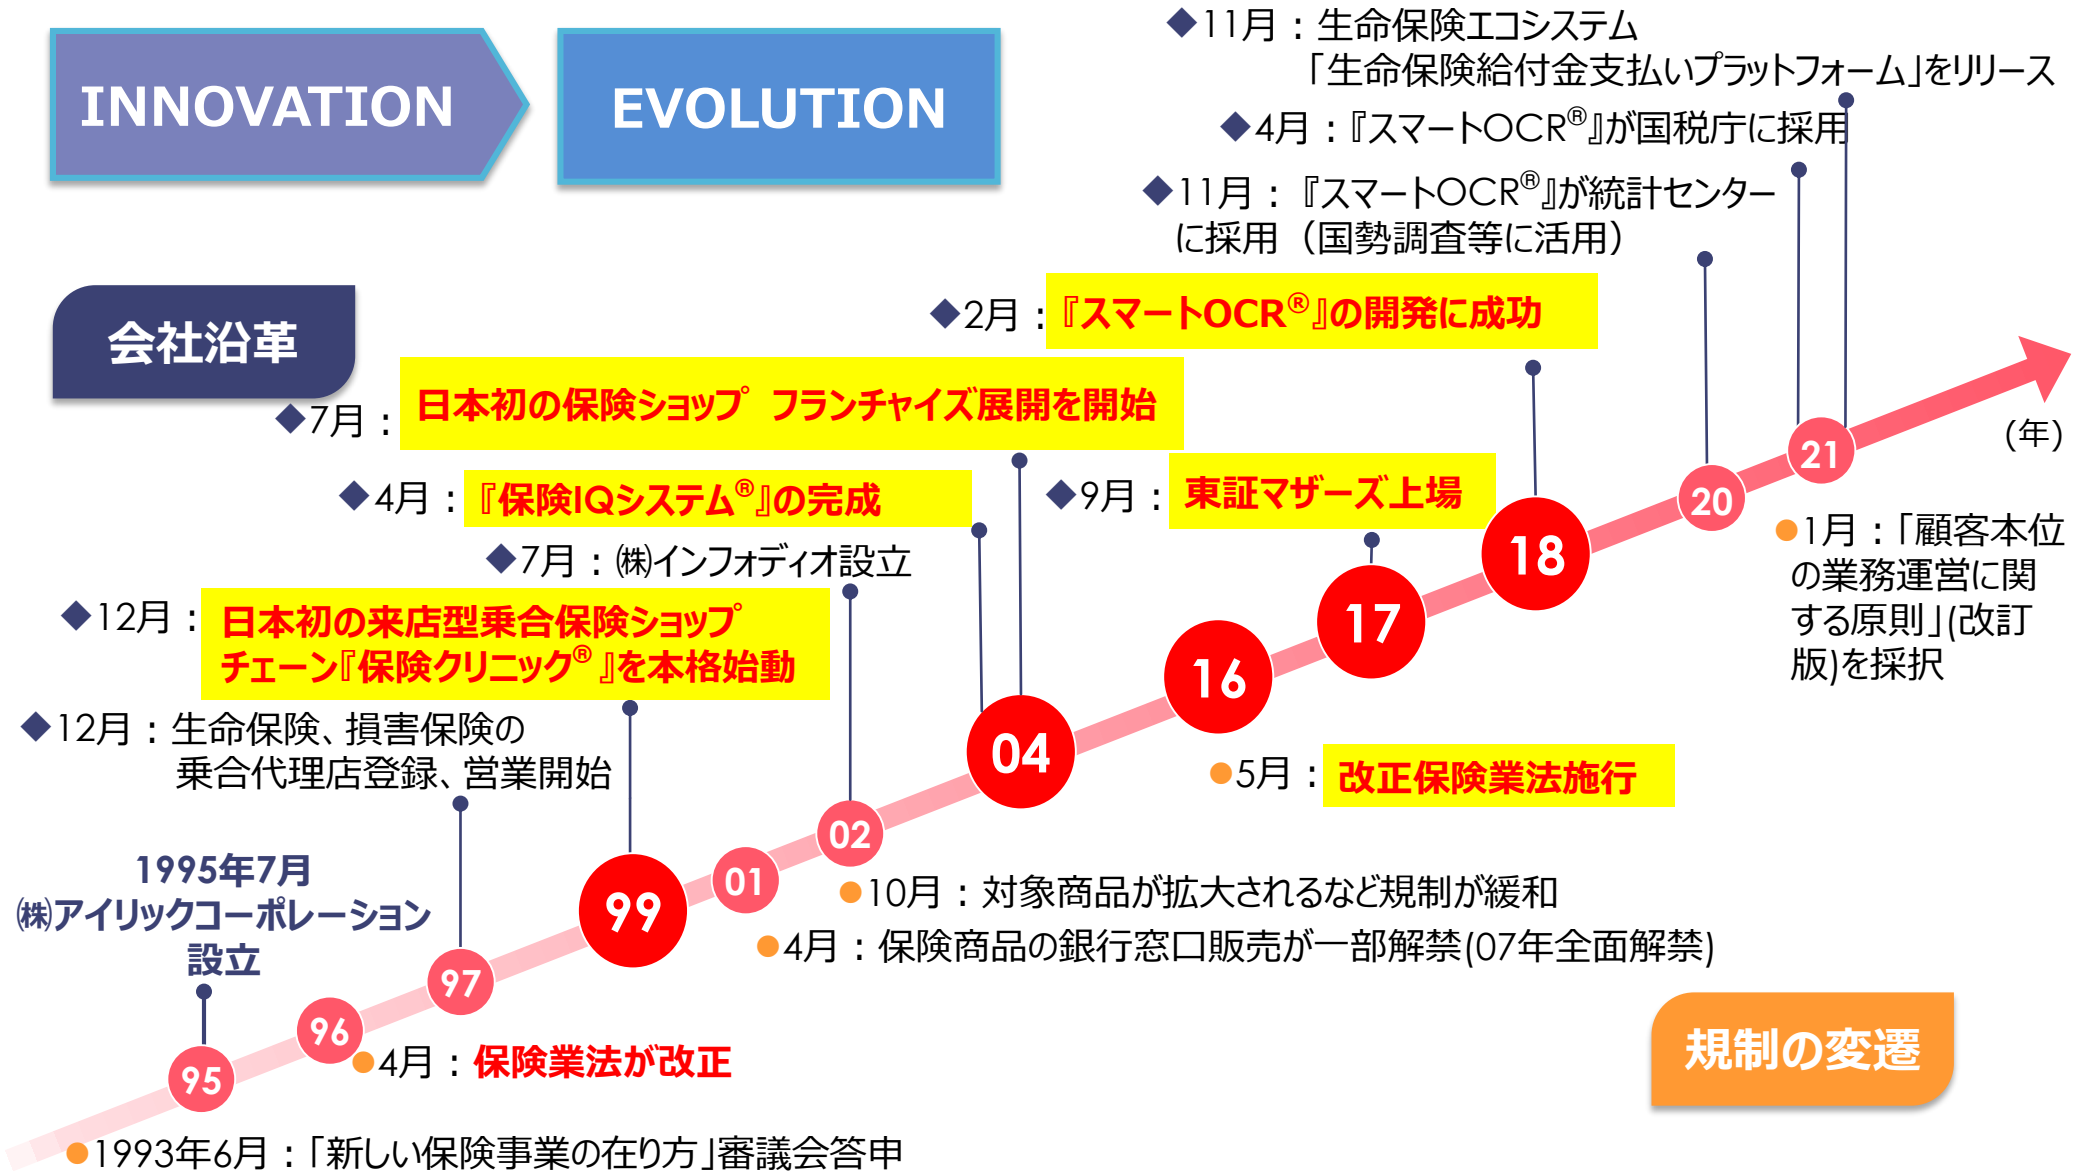 INNOVATION
EVOLUTION
◆11月：生命保険エコシステム
「生命保険給付金支払いプラットフォーム」をリリース
◆4月：『スマートOCR®』が国税庁に採用
◆11月：『スマートOCR®』が統計センター
に採用（国勢調査等に活用）
会社沿革
◆2月：『スマートOCR®』の開発に成功
◆7月：日本初の保険ショップ フランチャイズ展開を開始
(年)
◆4月：『保険IQシステム®』の完成
◆9月：東証マザーズ上場
◆7月：㈱インフォディオ設立
◆12月：日本初の来店型乗合保険ショップ
チェーン『保険クリニック®』を本格始動
◆12月：生命保険、損害保険の
乗合代理店登録、営業開始
1995年7月
㈱アイリックコーポレーション
設立
95
96
97
99
01
02
04
16
17
18
20
21
●1月：「顧客本位
の業務運営に関
する原則」(改訂
版)を採択
●5月：改正保険業法施行
●10月：対象商品が拡大されるなど規制が緩和
●4月：保険商品の銀行窓口販売が一部解禁(07年全面解禁)
●4月：保険業法が改正
●1993年6月：「新しい保険事業の在り方」審議会答申
規制の変遷